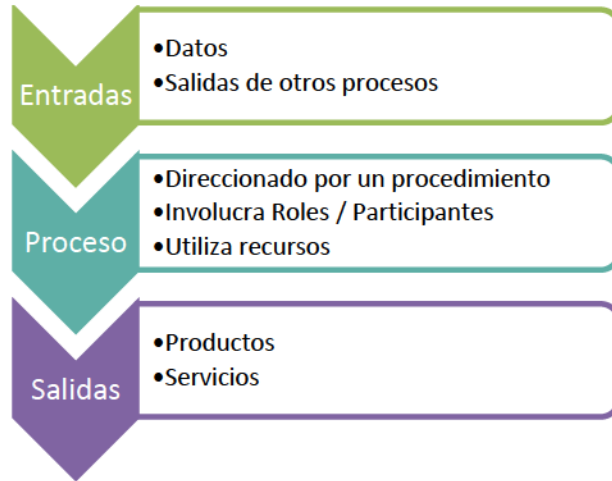 Entradas
•Datos
•Salidas de otros procesos
Proceso
•Direccionado por un procedimiento
•Involucra Roles / Participantes
•Utiliza recursos
Salidas
•Productos
•Servicios